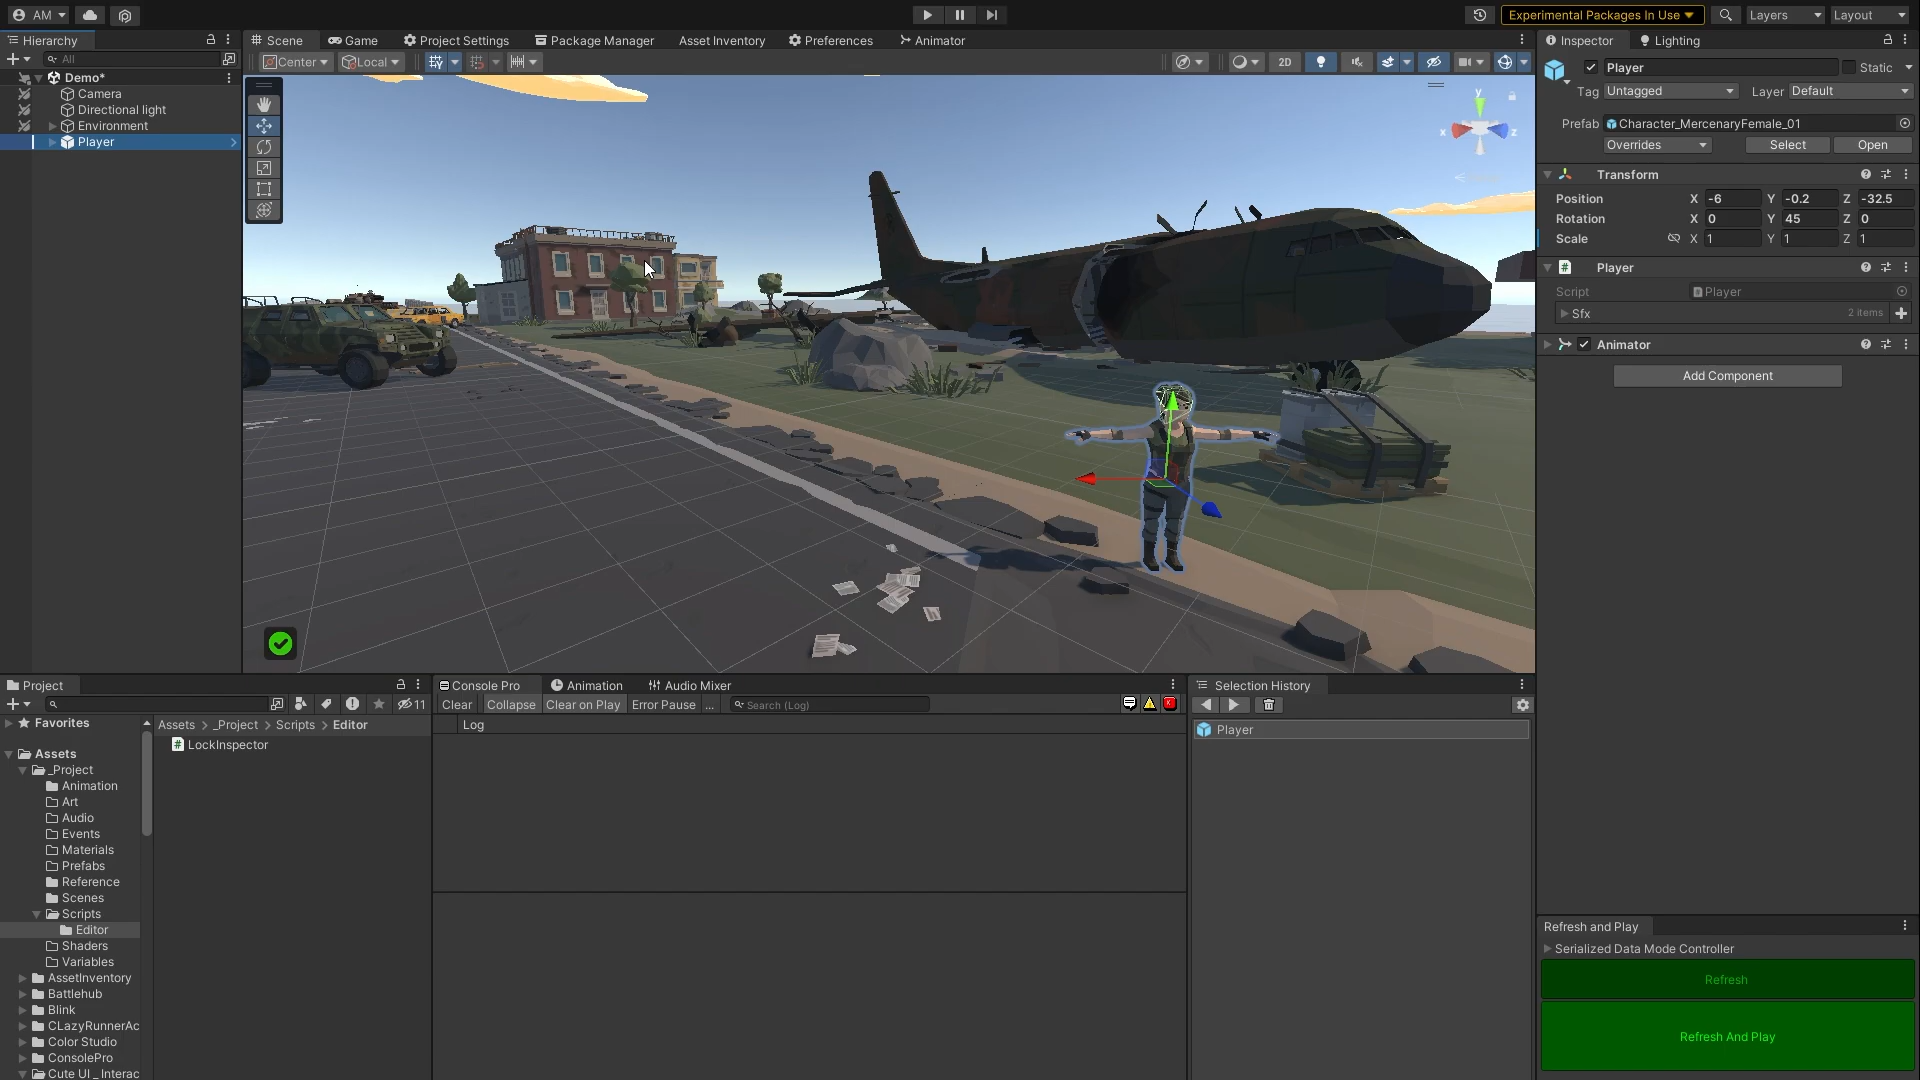 AM
Experimental Packages In Use
Layers
Layout
Hierarchy
All
Demo*
Camera
Directional light
Environment
Player
Scene
Game
Project Settings
Package Manager
Asset Inventory
Preferences
Animator
Center
Local
2D
y
x
z
Inspector
Lighting
Player
Static
Tag Untagged
Layer Default
Prefab Character_MercenaryFemale_01
Overrides
Select
Open
Transform
Position X -6 Y -0.2 Z -32.5
Rotation X 0 Y 45 Z 0
Scale X 1 Y 1 Z 1
Player
Script Player
Sfx 2 items
Animator
Add Component
Project
11
Favorites
Assets
_Project
Animation
Art
Audio
Events
Materials
Prefabs
Reference
Scenes
Scripts
Editor
Shaders
Variables
AssetInventory
Battlehub
Blink
CLazyRunnerAc
Color Studio
ConsolePro
Cute UI _ Interac
Assets > _Project > Scripts > Editor
LockInspector
Console Pro
Animation
Audio Mixer
Clear
Collapse
Clear on Play
Error Pause
...
Search (Log)
Log
Selection History
Player
Refresh and Play
Serialized Data Mode Controller
Refresh
Refresh And Play